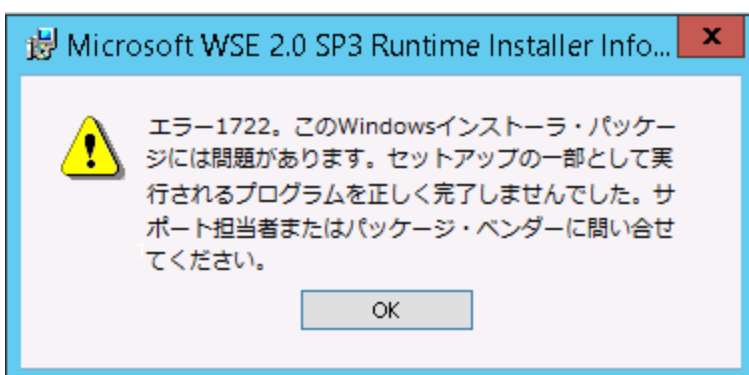 Microsoft WSE 2.0 SP3 Runtime Installer Info...
エラー1722。このWindowsインストーラ・パッケー
ジには問題があります。セットアップの一部として実
行されるプログラムを正しく完了しませんでした。サ
ポート担当者またはパッケージ・ベンダーに問い合せ
てください。
OK